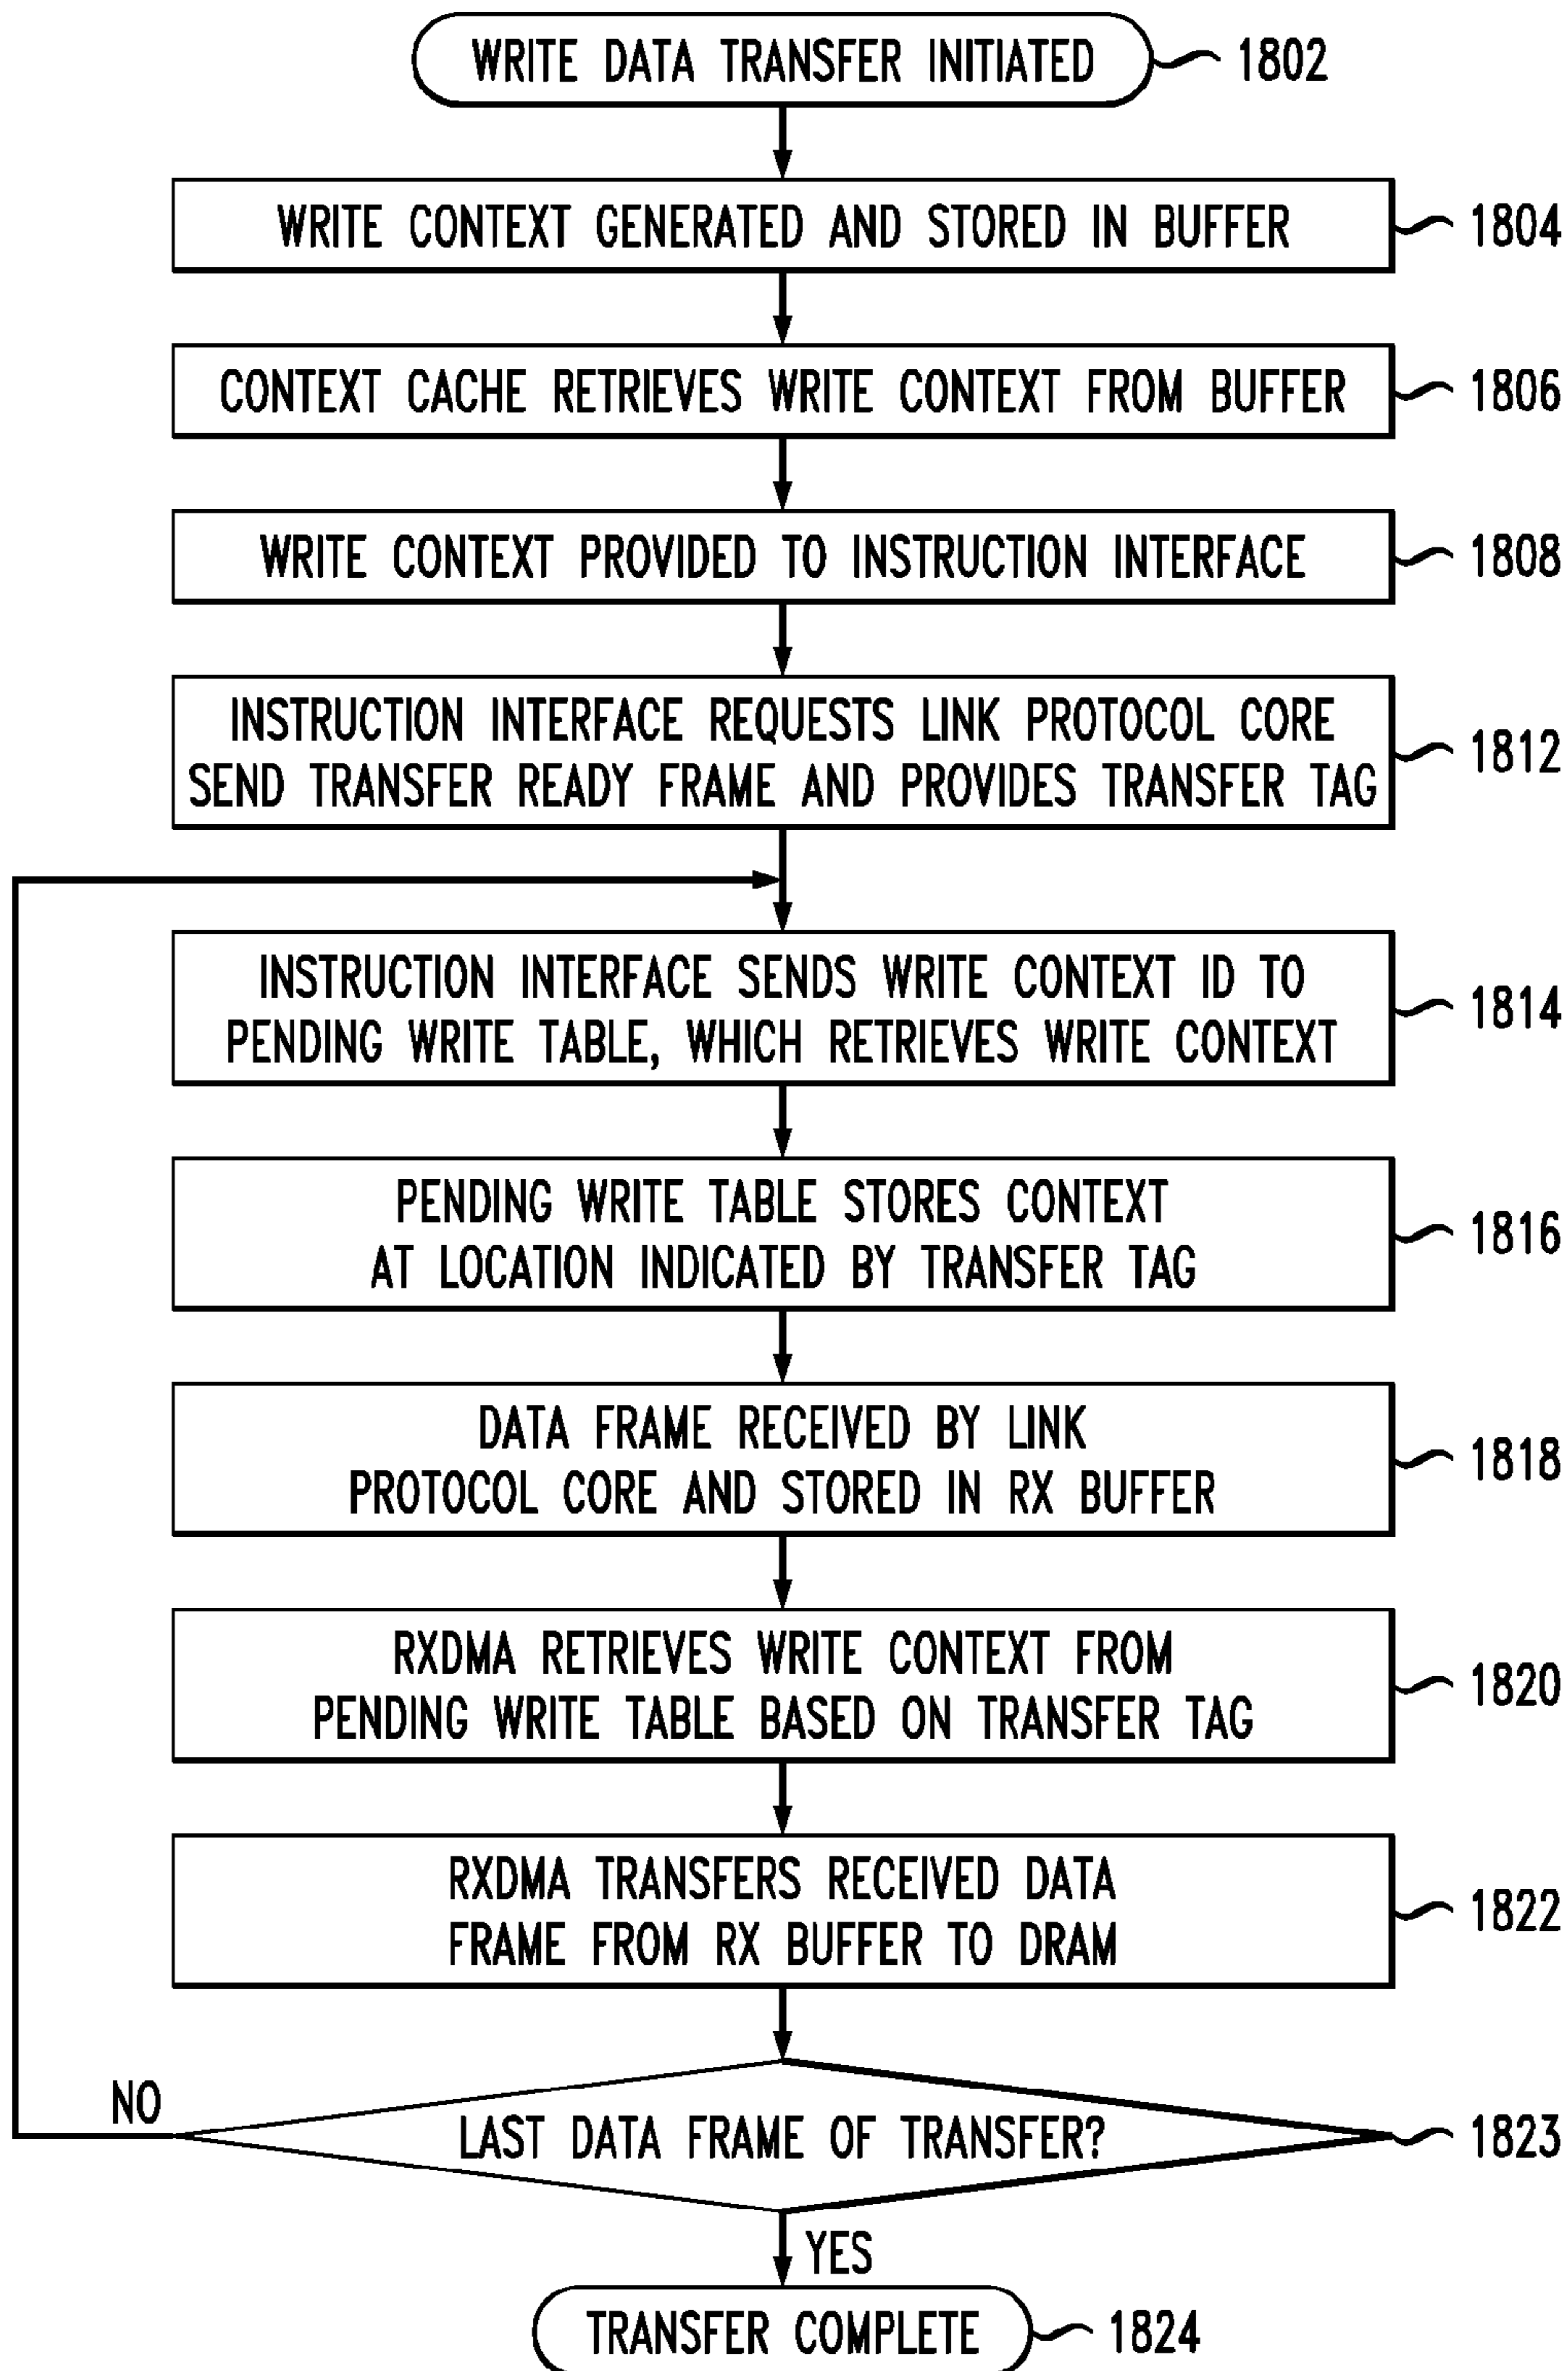 WRITE DATA TRANSFER INITIATED 1802
WRITE CONTEXT GENERATED AND STORED IN BUFFER 1804
CONTEXT CACHE RETRIEVES WRITE CONTEXT FROM BUFFER 1806
WRITE CONTEXT PROVIDED TO INSTRUCTION INTERFACE 1808
INSTRUCTION INTERFACE REQUESTS LINK PROTOCOL CORE
SEND TRANSFER READY FRAME AND PROVIDES TRANSFER TAG
1812
INSTRUCTION INTERFACE SENDS WRITE CONTEXT ID TO
PENDING WRITE TABLE, WHICH RETRIEVES WRITE CONTEXT
1814
PENDING WRITE TABLE STORES CONTEXT
AT LOCATION INDICATED BY TRANSFER TAG
1816
DATA FRAME RECEIVED BY LINK
PROTOCOL CORE AND STORED IN RX BUFFER
1818
RXDMA RETRIEVES WRITE CONTEXT FROM
PENDING WRITE TABLE BASED ON TRANSFER TAG
1820
RXDMA TRANSFERS RECEIVED DATA
FRAME FROM RX BUFFER TO DRAM
1822
NO
LAST DATA FRAME OF TRANSFER? 1823
YES
TRANSFER COMPLETE 1824